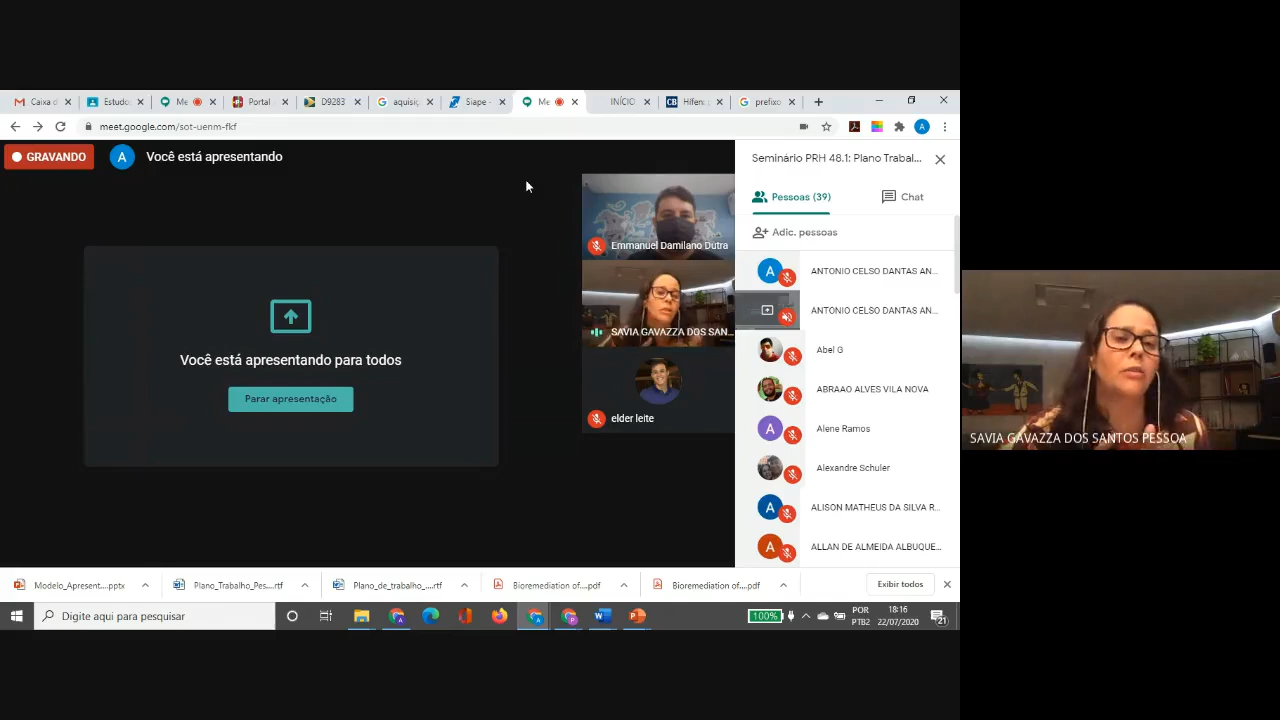 Caixa d
Estudo
Me
Portal
D9283
aquisiç
Siape -
Me
INÍCIO
Hífen:
prefixo
meet.google.com/sot-uenm-fkf
GRAVANDO
A
Você está apresentando
Seminário PRH 48.1: Plano Trabal...
Pessoas (39)
Chat
Adic. pessoas
Emmanuel Damilano Dutra
SAVIA GAVAZZA DOS SAN
elder leite
Você está apresentando para todos
Parar apresentação
A
ANTONIO CELSO DANTAS AN...
ANTONIO CELSO DANTAS AN...
Abel G
ABRAAO ALVES VILA NOVA
A
Alene Ramos
Alexandre Schuler
A
ALISON MATHEUS DA SILVA R...
A
ALLAN DE ALMEIDA ALBUQUE...
SAVIA GAVAZZA DOS SANTOS PESSOA
Modelo_Apresent....pptx
Plano_Trabalho_Pes....rtf
Plano_de_trabalho_....rtf
Bioremediation of....pdf
Bioremediation of....pdf
Exibir todos
Digite aqui para pesquisar
100%
POR
PTB2
18:16
22/07/2020
21